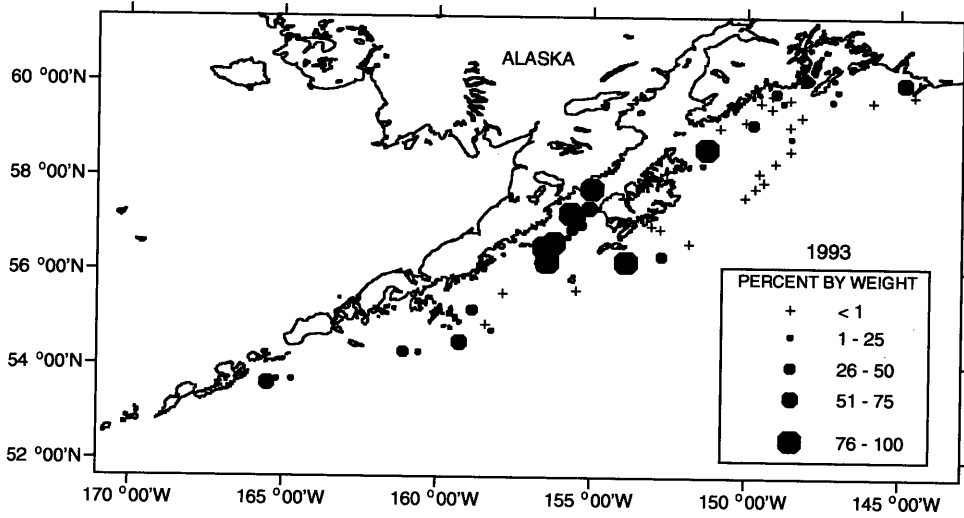 ALASKA
60 °00'N
58 °00'N
56 °00'N
54 °00'N
52 °00'N
1993
PERCENT BY WEIGHT
+ < 1
1 - 25
26 - 50
51 - 75
76 - 100
170 °00'W
165 °00'W
160 °00'W
155 °00'W
150 °00'W
145 °00'W